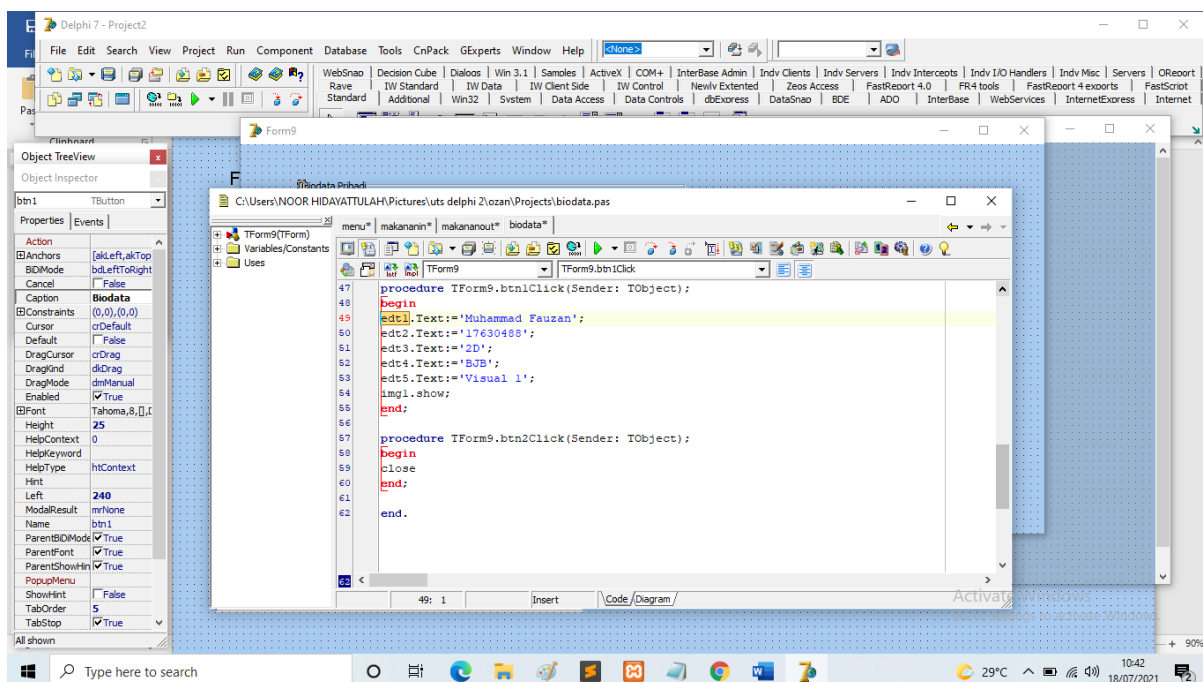 Delphi 7 - Project2
File Edit Search View Project Run Component Database Tools CnPack GExperts Window Help <None>
WebSnap Decision Cube Dialogs Win 3.1 Samples ActiveX COM+ InterBase Admin Indy Clients Indy Servers Indy Intercepts Indy I/O Handlers Indy Misc Servers QReport
Rave IW Standard IW Data IW Client Side IW Control Newly Extented Zeos Access FastReport 4.0 FR4 tools FastReport 4 exports FastScript
Standard Additional Win32 System Data Access Data Controls dbExpress DataSnap BDE ADO InterBase WebServices InternetExpress Internet
Pas
Form9
Clipboard
Object TreeView
Object Inspector
btn1 TButton
Properties Events
Action
Anchors [akLeft,akTop
BiDiMode bdLeftToRight
Cancel False
Caption Biodata
Constraints (0,0),(0,0)
Cursor crDefault
Default False
DragCursor crDrag
DragKind dkDrag
DragMode dmManual
Enabled True
Font Tahoma,8,[],[
Height 25
HelpContext 0
HelpKeyword
HelpType htContext
Hint
Left 240
ModalResult mrNone
Name btn1
ParentBiDiMode True
ParentFont True
ParentShowHin True
PopupMenu
ShowHint False
TabOrder 5
TabStop True
All shown
F
Biodata Pribadi
C:\Users\NOOR HIDAYATTULAH\Pictures\uts delphi 2\ozan\Projects\biodata.pas
TForm9(TForm)
Variables/Constants
Uses
menu* makananin* makananout* biodata*
TForm9 TForm9.btn1Click
47 procedure TForm9.btn1Click(Sender: TObject);
48 begin
49 edt1.Text:='Muhammad Fauzan';
50 edt2.Text:='17630488';
51 edt3.Text:='2D';
52 edt4.Text:='BJB';
53 edt5.Text:='Visual 1';
54 img1.show;
55 end;
56
57 procedure TForm9.btn2Click(Sender: TObject);
58 begin
59 close
60 end;
61
62 end.
62
49: 1 Insert Code Diagram
Activate Windows
90%
Type here to search
29°C
10:42
18/07/2021